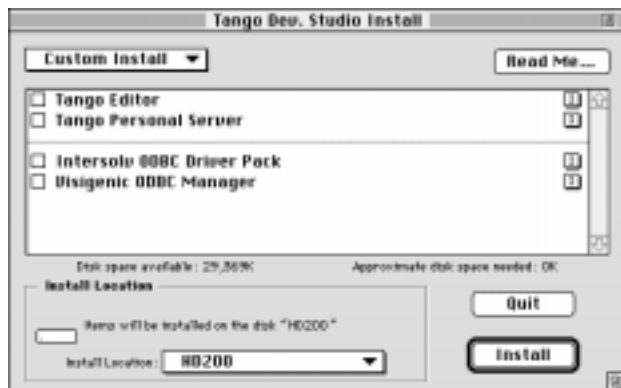 Tango Dev. Studio Install
Custom Install
Read Me...
Tango Editor
Tango Personal Server
Intersolv ODBC Driver Pack
Visigenic ODBC Manager
Disk space available: 29,869K Approximate disk space needed: 0K
Install Location
Items will be installed on the disk "HD200"
Quit
Install Location: HD200
Install